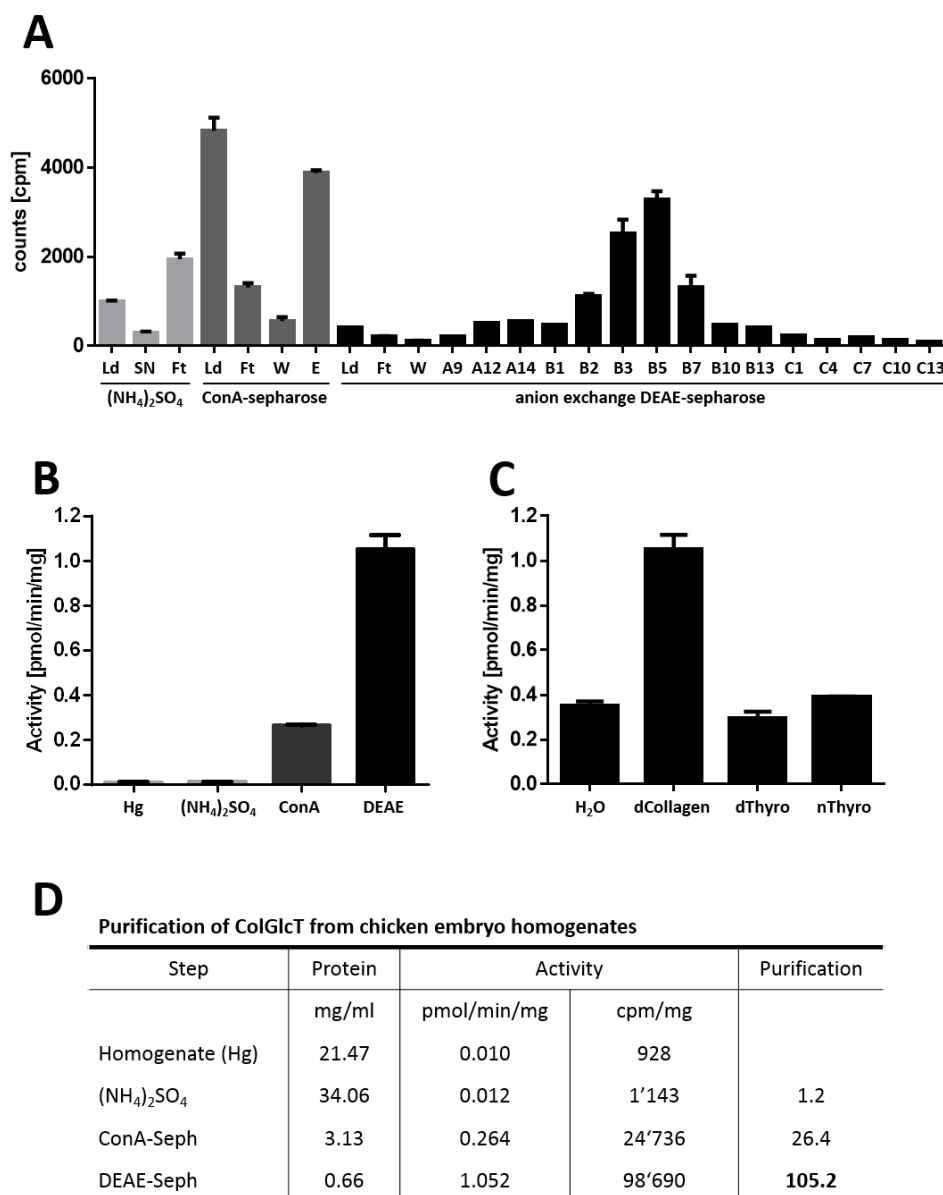 A
6000
4000
2000
0
counts [cpm]
Ld SN Ft Ld Ft W E Ld Ft W A9 A12 A14 B1 B2 B3 B5 B7 B10 B13 C1 C4 C7 C10 C13
(NH₄)₂SO₄ ConA-sepharose anion exchange DEAE-sepharose
B
1.2
1.0
0.8
0.6
0.4
0.2
0.0
Activity [pmol/min/mg]
Hg (NH₄)₂SO₄ ConA DEAE
C
1.2
1.0
0.8
0.6
0.4
0.2
0.0
Activity [pmol/min/mg]
H₂O dCollagen dThyro nThyro
D
Purification of ColGlcT from chicken embryo homogenates
Step Protein Activity Purification
mg/ml pmol/min/mg cpm/mg
Homogenate (Hg) 21.47 0.010 928
(NH₄)₂SO₄ 34.06 0.012 1’143 1.2
ConA-Seph 3.13 0.264 24‘736 26.4
DEAE-Seph 0.66 1.052 98‘690 105.2